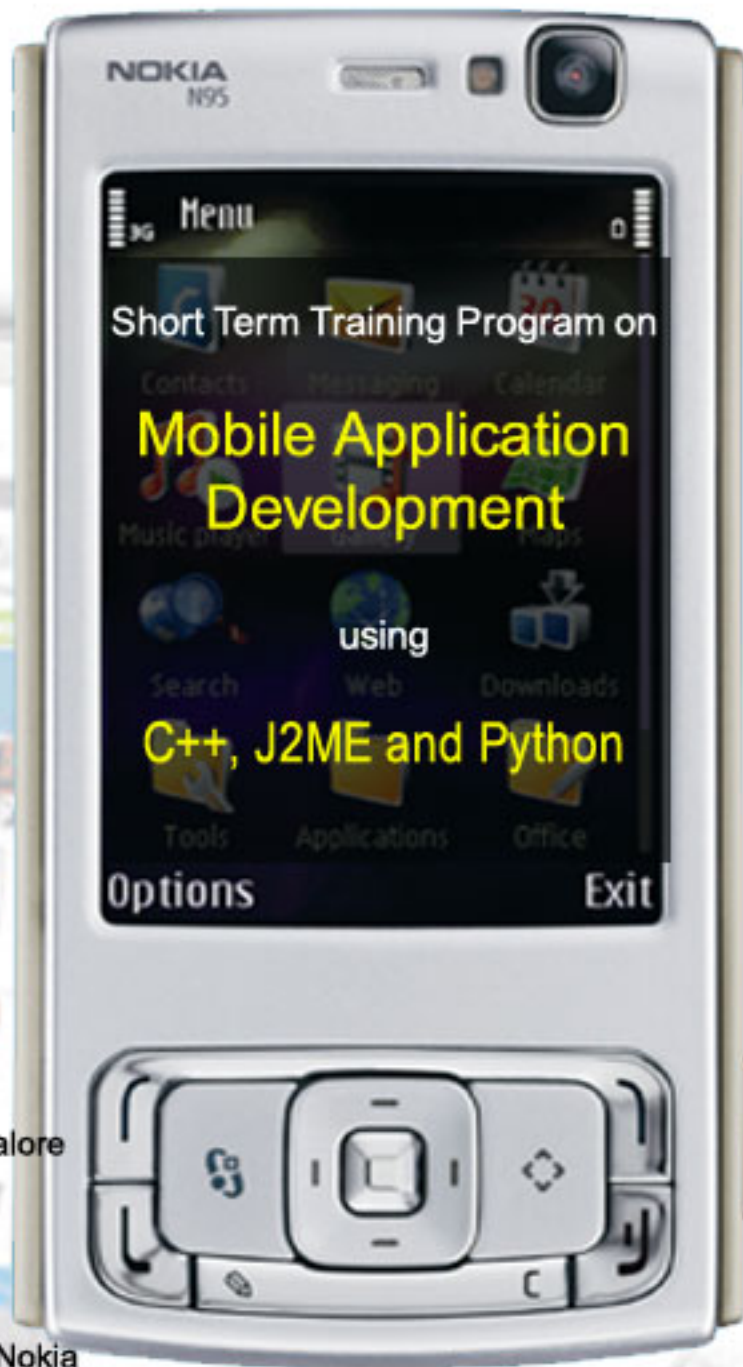 NOKIA
N95
3G Menu
Short Term Training Program on
Contacts Messaging Calendar
Mobile Application
Development
Music player Gallery Maps
using
Search Web Downloads
C++, J2ME and Python
Tools Applications Office
Options Exit
alore
Nokia